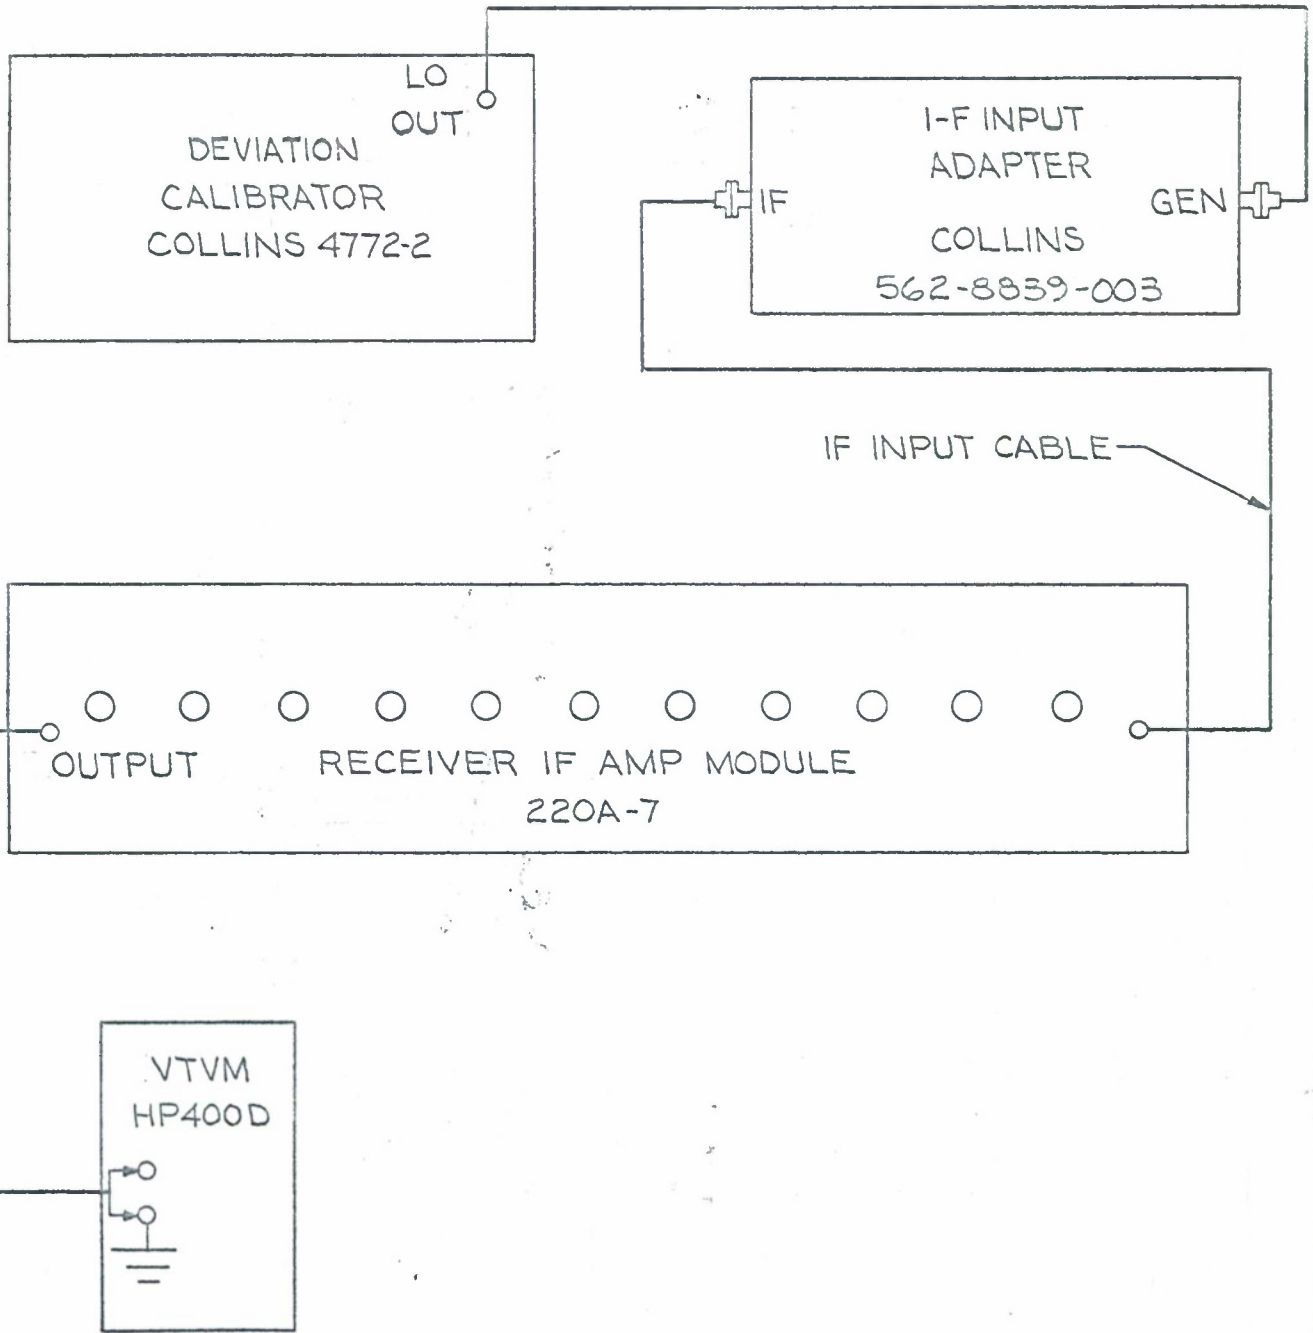 LO
OUT
DEVIATION
CALIBRATOR
COLLINS 4772-2
I-F INPUT
ADAPTER
IF
GEN
COLLINS
562-8839-003
IF INPUT CABLE
OUTPUT
RECEIVER IF AMP MODULE
220A-7
VTVM
HP400D